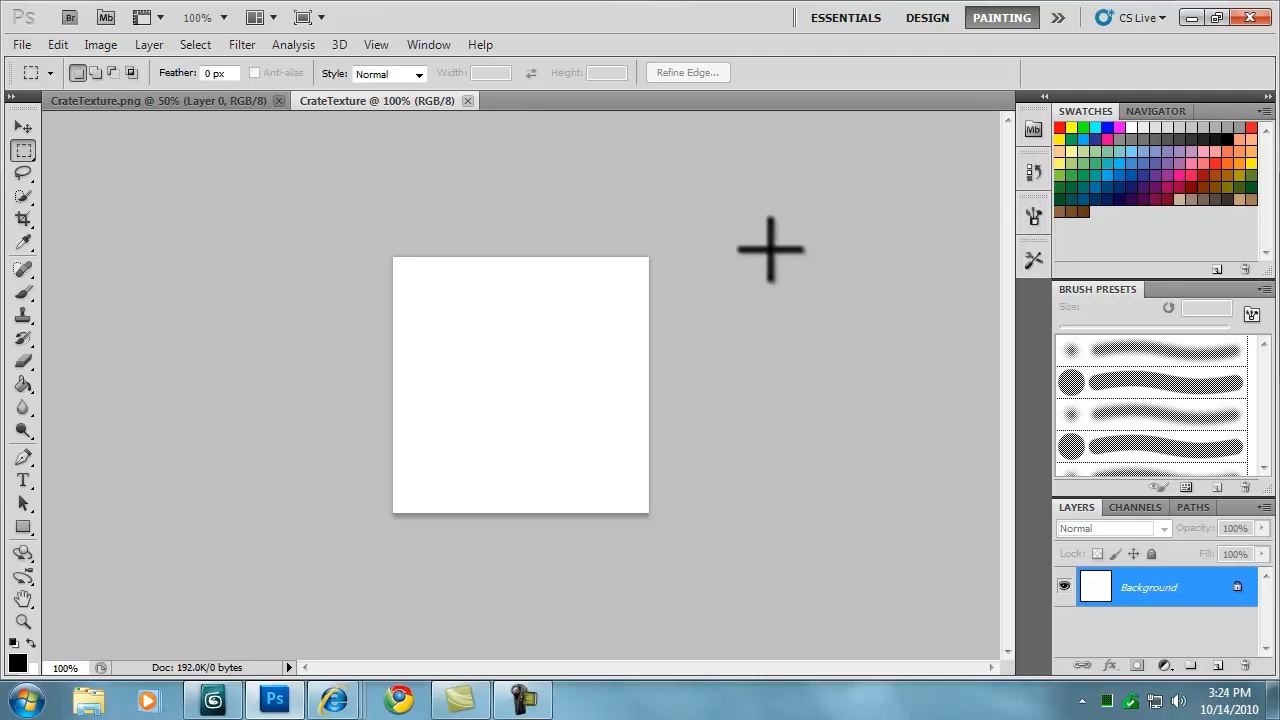 Ps Br Mb 100% ESSENTIALS DESIGN PAINTING CS Live
File Edit Image Layer Select Filter Analysis 3D View Window Help
Feather: 0 px Anti-alias Style: Normal Width: Height: Refine Edge...
CrateTexture.png @ 50% (Layer 0, RGB/8) CrateTexture @ 100% (RGB/8)
SWATCHES NAVIGATOR
Mb
BRUSH PRESETS
Size:
LAYERS CHANNELS PATHS
Normal Opacity: 100%
Lock: Fill: 100%
Background
100% Doc: 192.0K/0 bytes
Ps
3:24 PM
10/14/2010